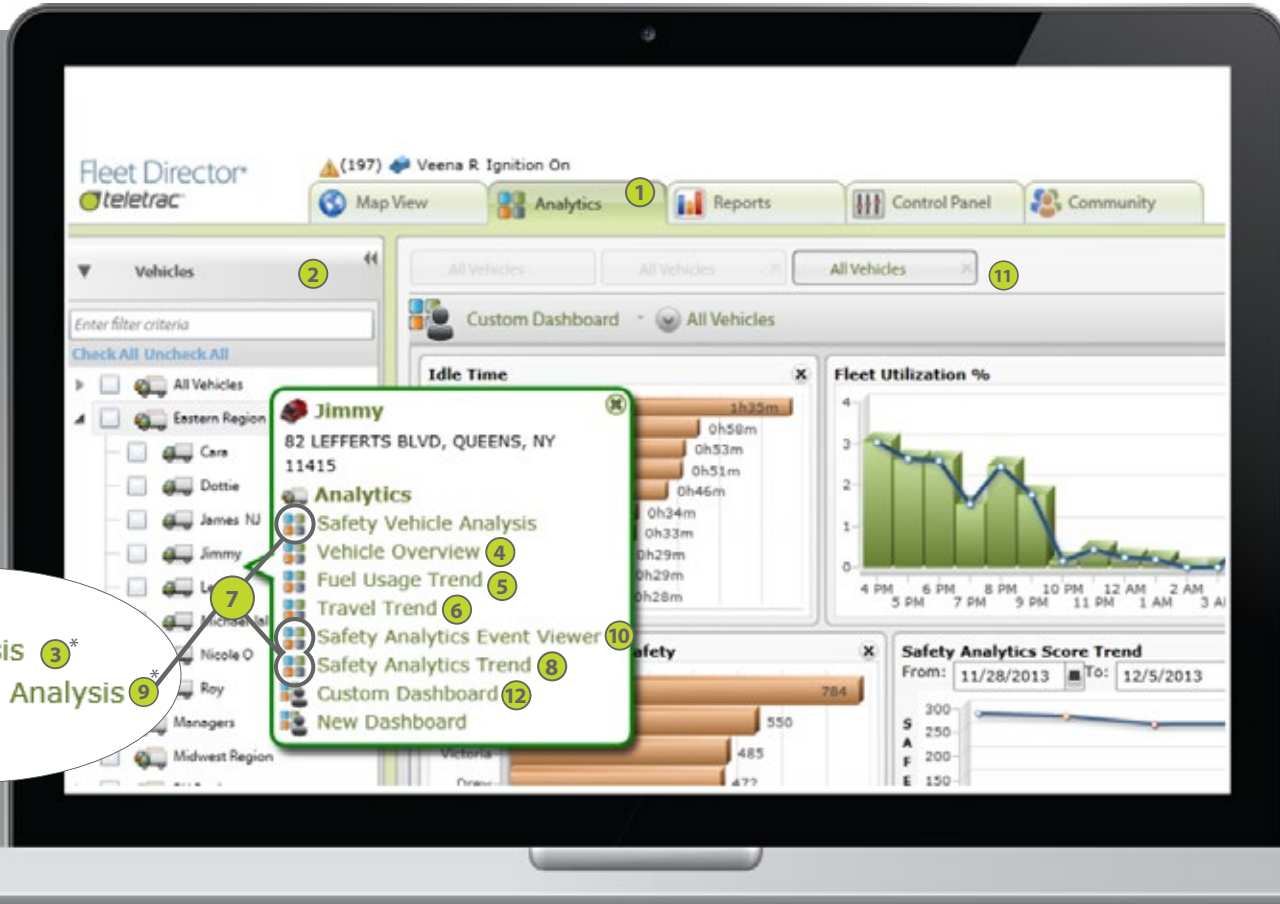 Fleet Director
teletrac
(197) Veena R Ignition On
Map View
Analytics
1
Reports
Control Panel
Community
Vehicles
2
All Vehicles
All Vehicles
All Vehicles
11
Enter filter criteria
Check All Uncheck All
Custom Dashboard
All Vehicles
All Vehicles
Eastern Region
Cara
Dottie
James NJ
Jimmy
Nicole O
Roy
Managers
Midwest Region
Jimmy
82 LEFFERTS BLVD, QUEENS, NY
11415
Analytics
Safety Vehicle Analysis
Vehicle Overview 4
Fuel Usage Trend 5
Travel Trend 6
Safety Analytics Event Viewer 10
Safety Analytics Trend 8
Custom Dashboard 12
New Dashboard
7
3*
Analysis 9*
Idle Time
1h35m
0h58m
0h53m
0h51m
0h46m
0h34m
0h33m
0h29m
0h29m
0h28m
Fleet Utilization %
4
3
2
1
0
4 PM 6 PM 8 PM 10 PM 12 AM 2 AM
5 PM 7 PM 9 PM 11 PM 1 AM
784
550
485
Victoria
Safety Analytics Score Trend
From: 11/28/2013 To: 12/5/2013
300
250
200
150
S
A
F
E